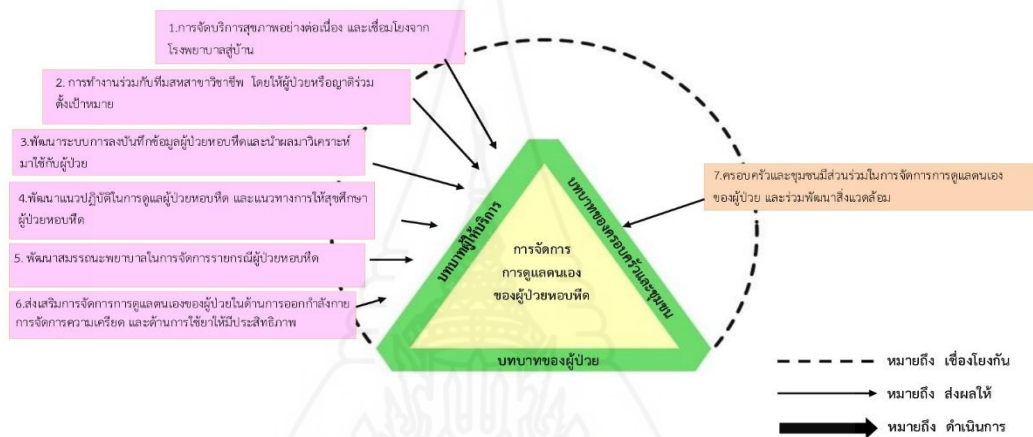 1.การจัดบริการสุขภาพอย่างต่อเนื่อง และเชื่อมโยงจาก
โรงพยาบาลสู่บ้าน
2. การทำงานร่วมกับทีมสหสาขาวิชาชีพ โดยให้ผู้ป่วยหรือญาติร่วม
ตั้งเป้าหมาย
3.พัฒนาระบบการลงบันทึกข้อมูลผู้ป่วยหอบหืดและนำผลมาวิเคราะห์
มาใช้กับผู้ป่วย
4.พัฒนาแนวปฏิบัติในการดูแลผู้ป่วยหอบหืด และแนวทางการให้สุขศึกษา
ผู้ป่วยหอบหืด
5. พัฒนาสมรรถนะพยาบาลในการจัดการรายกรณีผู้ป่วยหอบหืด
6.ส่งเสริมการจัดการการดูแลตนเองของผู้ป่วยในด้านการออกกำลังกาย
การจัดการความเครียด และด้านการใช้ยาให้มีประสิทธิภาพ
บทบาทผู้ให้บริการ
บทบาทของครอบครัวและชุมชน
การจัดการ
การดูแลตนเอง
ของผู้ป่วยหอบหืด
บทบาทของผู้ป่วย
7.ครอบครัวและชุมชนมีส่วนร่วมในการจัดการการดูแลตนเอง
ของผู้ป่วย และร่วมพัฒนาสิ่งแวดล้อม
หมายถึง เชื่องโยงกัน
หมายถึง ส่งผลให้
หมายถึง ดำเนินการ